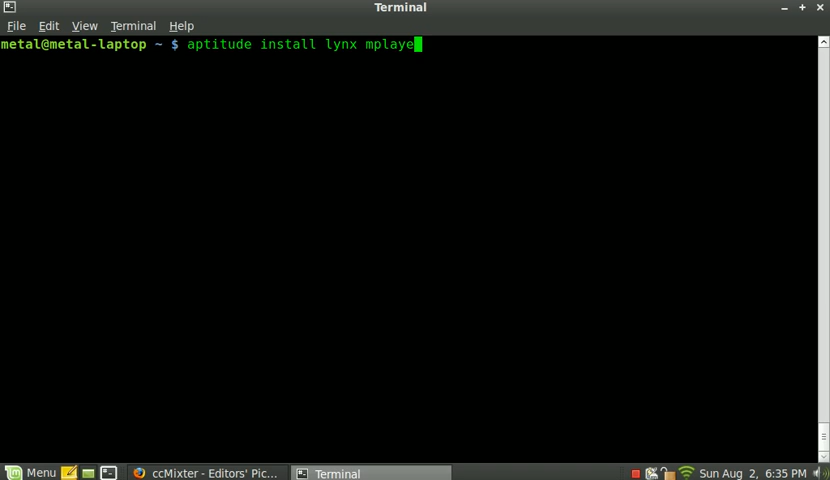 Terminal
File Edit View Terminal Help
metal@metal-laptop ~ $ aptitude install lynx mplaye
Menu ccMixter - Editors' Pic... Terminal Sun Aug 2, 6:35 PM